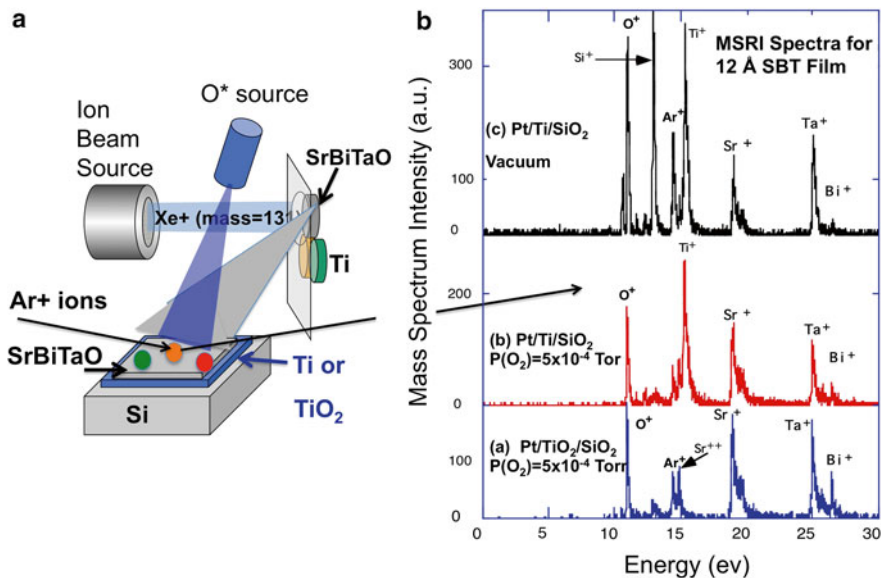 a
O* source
Ion
Beam
Source
SrBiTaO
Xe+ (mass=131)
Ti
Ar+ ions
SrBiTaO
Ti or
TiO2
Si
b
Mass Spectrum Intensity (a.u.)
300
100
0
200
0
100
0
MSRI Spectra for
12 Å SBT Film
O+
Si+
Ti+
Ar+
Sr+
Ta+
Bi+
(c) Pt/Ti/SiO2
Vacuum
Ti+
O+
Sr +
Ta+
Bi+
(b) Pt/Ti/SiO2
P(O2)=5x10-4 Tor
O+
Ar+
Sr++
Sr +
Ta+
Bi +
(a) Pt/TiO2/SiO2
P(O2)=5x10-4 Torr
0 5 10 15 20 25 30
Energy (ev)